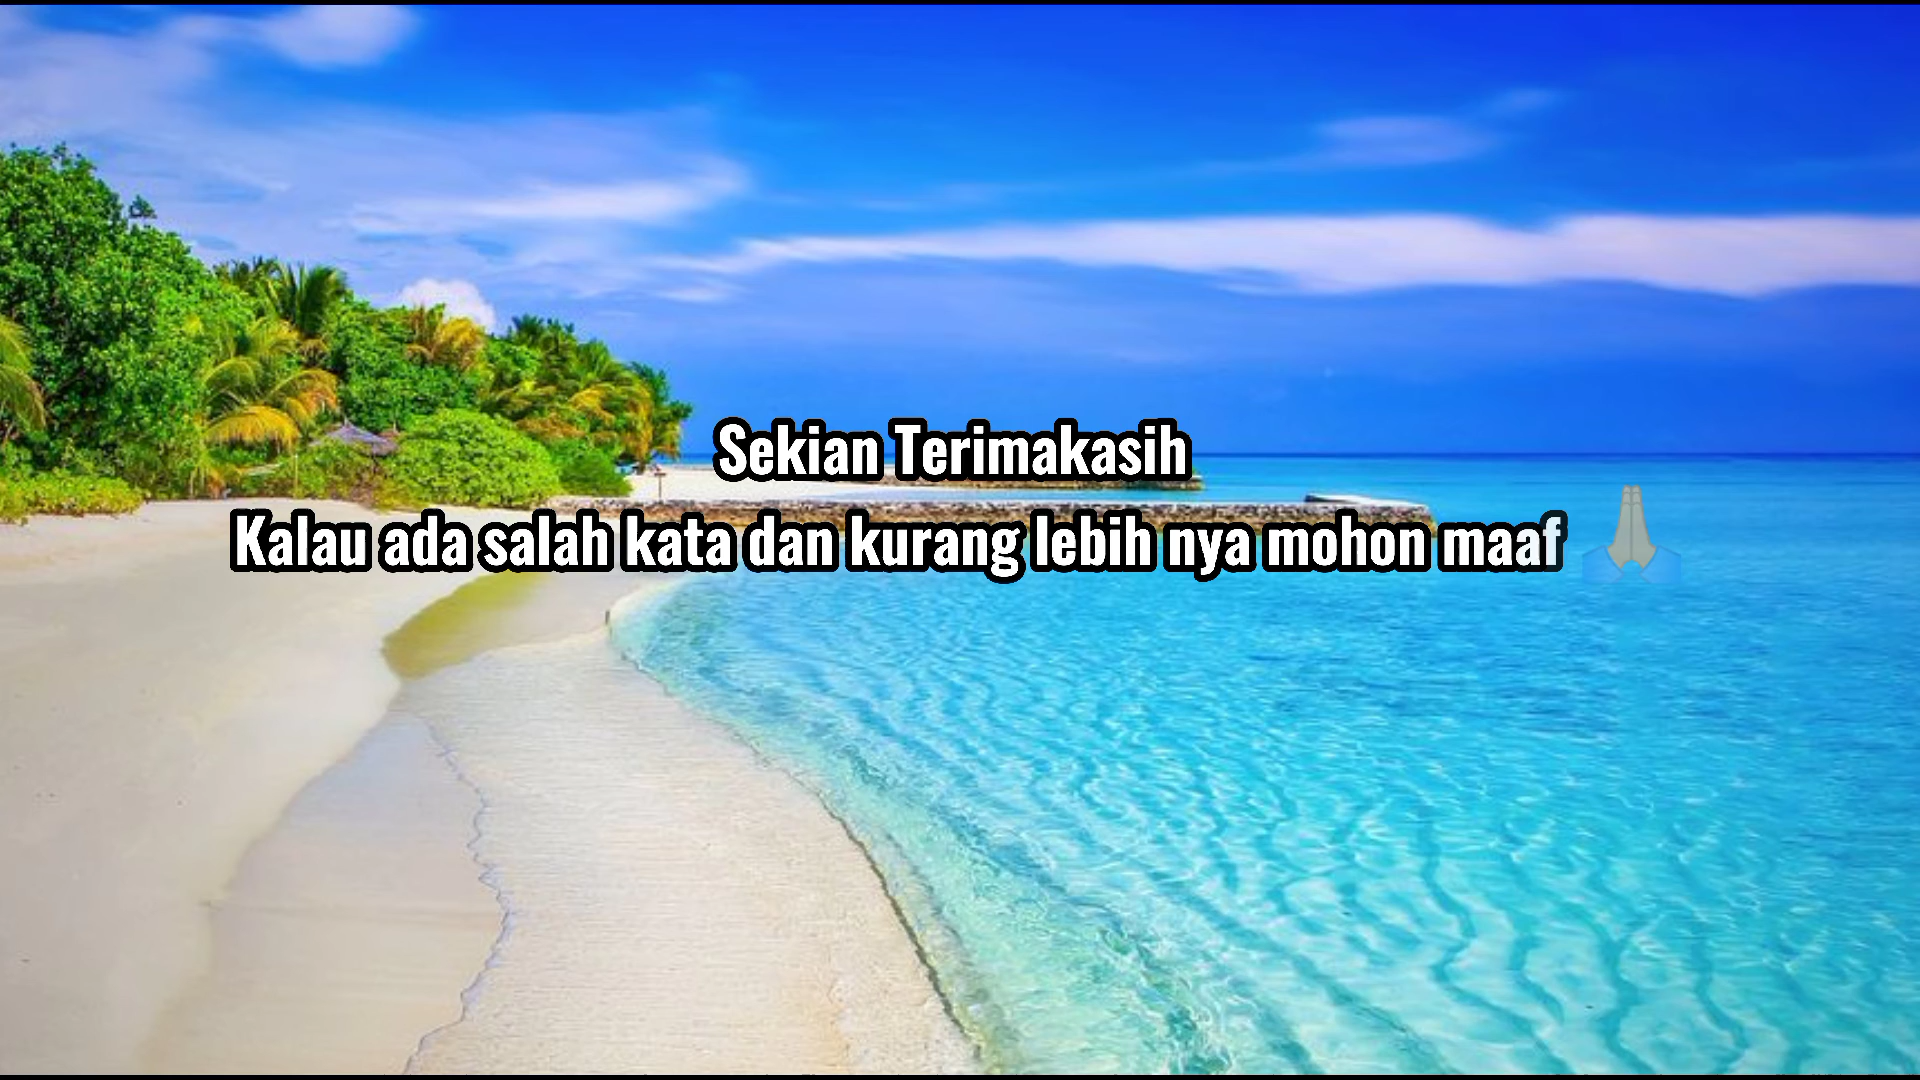 Sekian Terimakasih
Kalau ada salah kata dan kurang lebih nya mohon maaf 🙏🏻